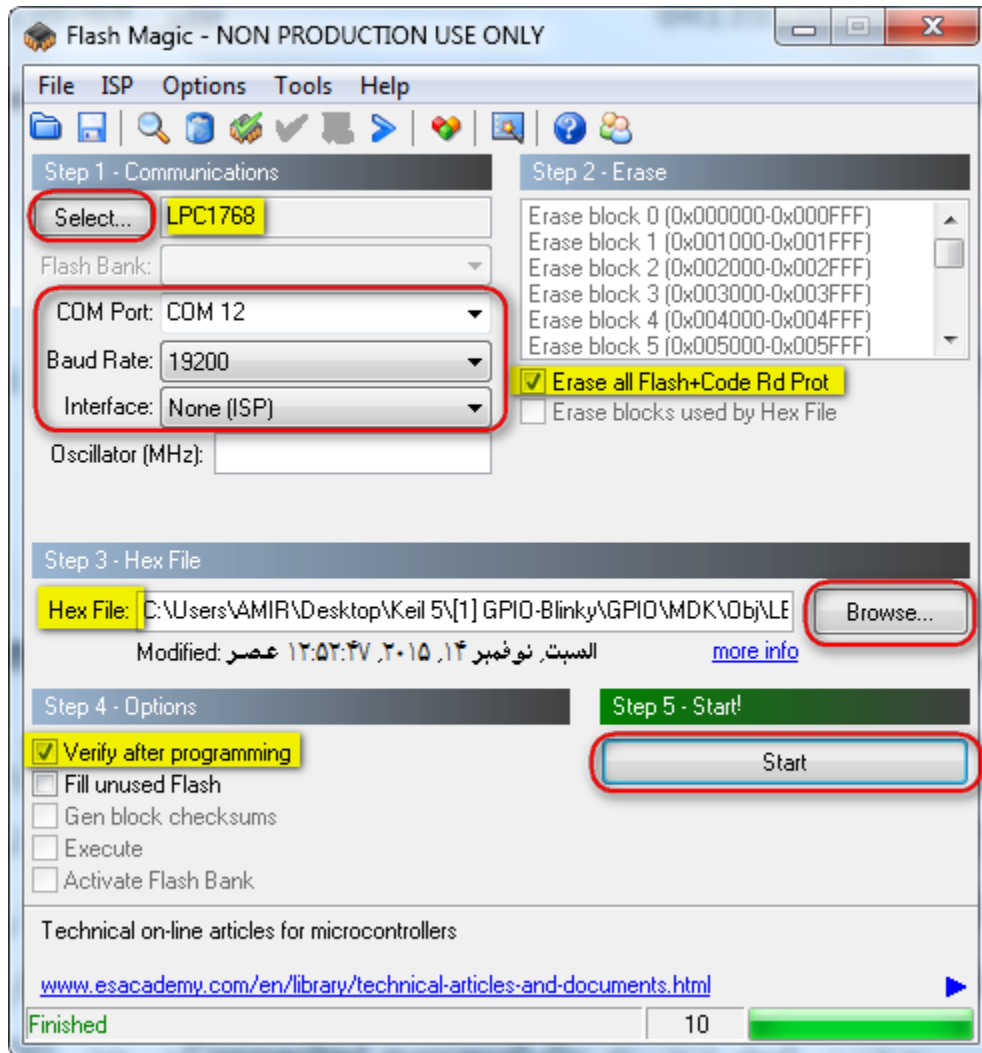 Flash Magic - NON PRODUCTION USE ONLY
File ISP Options Tools Help
Step 1 - Communications
Select... LPC1768
Flash Bank:
COM Port: COM 12
Baud Rate: 19200
Interface: None (ISP)
Oscillator (MHz):
Step 2 - Erase
Erase block 0 (0x000000-0x000FFF)
Erase block 1 (0x001000-0x001FFF)
Erase block 2 (0x002000-0x002FFF)
Erase block 3 (0x003000-0x003FFF)
Erase block 4 (0x004000-0x004FFF)
Erase block 5 (0x005000-0x005FFF)
Erase all Flash+Code Rd Prot
Erase blocks used by Hex File
Step 3 - Hex File
Hex File: C:\Users\AMIR\Desktop\Keil 5\[1] GPIO-Blinky\GPIO\MDK\Obj\LE Browse...
Modified: السبت, نوفمبر ۱۴, ۲۰۱۵, ۱۲:۵۲:۴۷ عصر more info
Step 4 - Options
Verify after programming
Fill unused Flash
Gen block checksums
Execute
Activate Flash Bank
Step 5 - Start!
Start
Technical on-line articles for microcontrollers
www.esacademy.com/en/library/technical-articles-and-documents.html
Finished 10